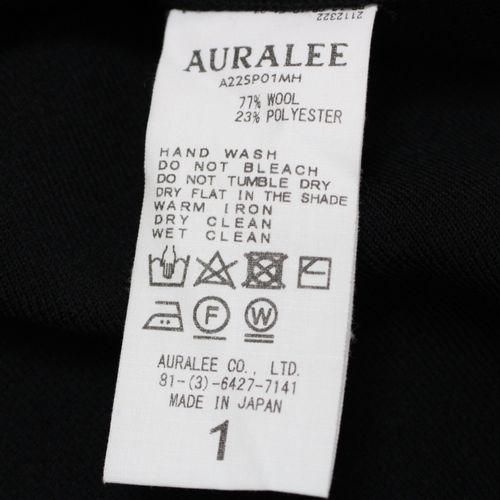 2112322
AURALEE
A22SP01MH
77% WOOL
23% POLYESTER
HAND WASH
DO NOT BLEACH
DO NOT TUMBLE DRY
DRY FLAT IN THE SHADE
WARM IRON
DRY CLEAN
WET CLEAN
F W
AURALEE CO., LTD.
81-(3)-6427-7141
MADE IN JAPAN
1